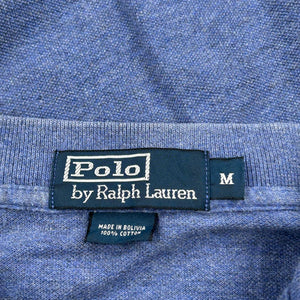 Polo
by Ralph Lauren
M
MADE IN BOLIVIA
100% COTTON